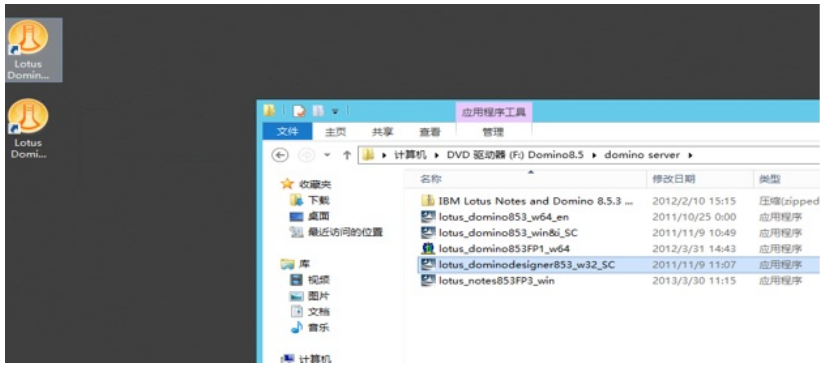 Lotus
Domin...
Lotus
Domi...
应用程序工具
文件 主页 共享 查看 管理
计算机 DVD 驱动器 (F:) Domino8.5 domino server
收藏夹
下载
桌面
最近访问的位置
库
视频
图片
文档
音乐
计算机
名称 修改日期 类型
IBM Lotus Notes and Domino 8.5.3 ... 2012/2/10 15:15 压缩(zipped
lotus_domino853_w64_en 2011/10/25 0:00 应用程序
lotus_domino853_win&i_SC 2011/11/9 10:49 应用程序
lotus_domino853FP1_w64 2012/3/31 14:43 应用程序
lotus_dominodesigner853_w32_SC 2011/11/9 11:07 应用程序
lotus_notes853FP3_win 2013/3/30 11:15 应用程序